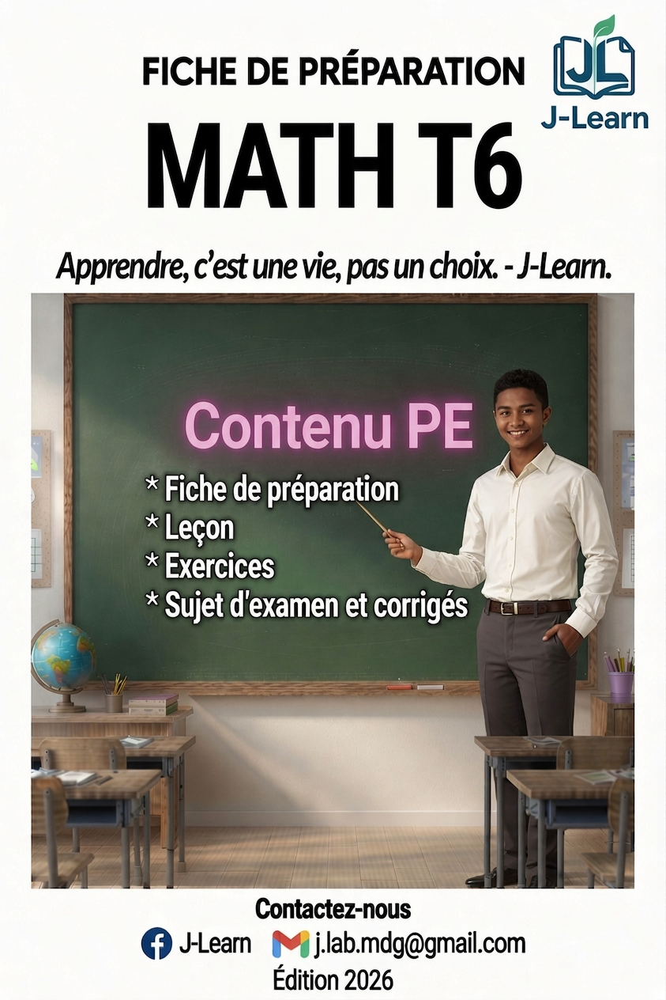 FICHE DE PRÉPARATION
JL
J-Learn
MATH T6
Apprendre, c'est une vie, pas un choix. - J-Learn.
Contenu PE
* Fiche de préparation
* Leçon
* Exercices
* Sujet d'examen et corrigés
Contactez-nous
J-Learn j.lab.mdg@gmail.com
Édition 2026